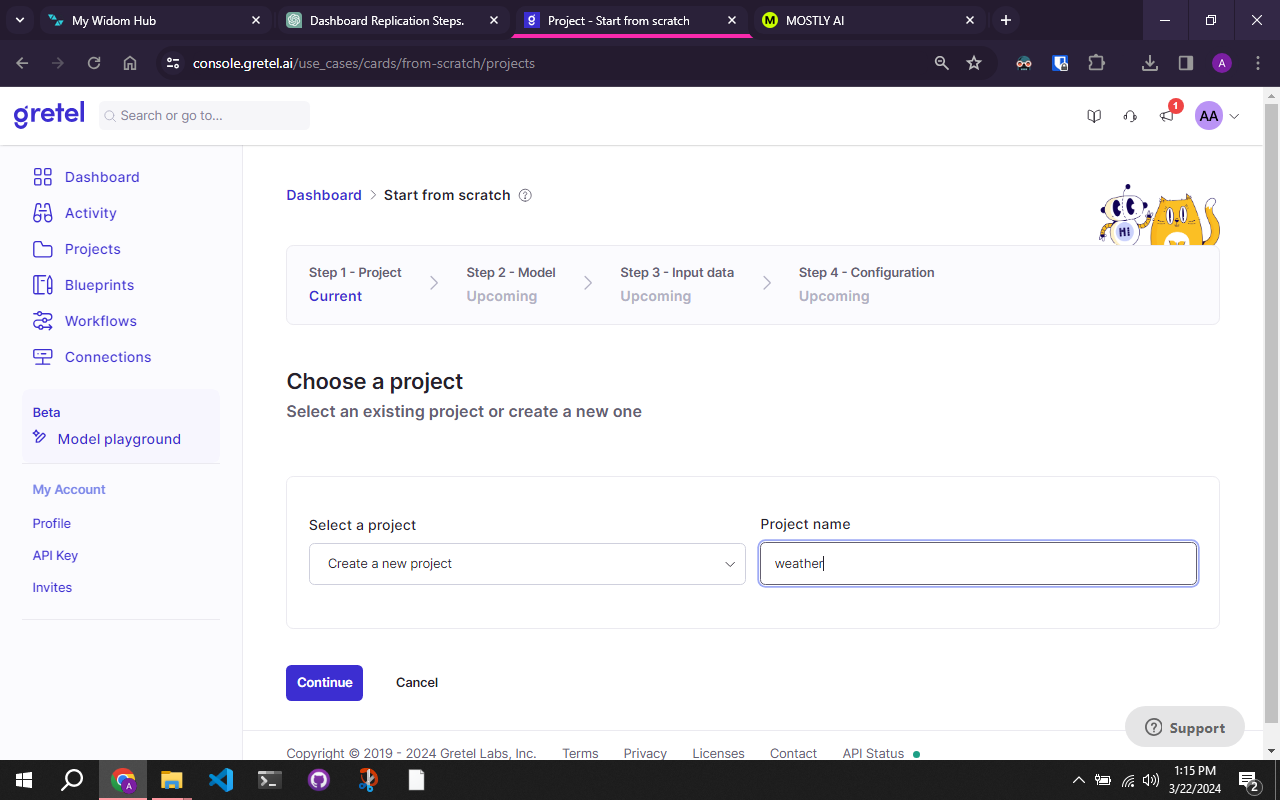 My Widom Hub
Dashboard Replication Steps.
Project - Start from scratch
MOSTLY AI
console.gretel.ai/use_cases/cards/from-scratch/projects
A
gretel
Search or go to...
1
AA
Dashboard
Activity
Projects
Blueprints
Workflows
Connections
Beta
Model playground
My Account
Profile
API Key
Invites
Dashboard > Start from scratch
HI
Step 1 - Project
Current
Step 2 - Model
Upcoming
Step 3 - Input data
Upcoming
Step 4 - Configuration
Upcoming
Choose a project
Select an existing project or create a new one
Select a project
Create a new project
Project name
weather
Continue
Cancel
Support
Copyright © 2019 - 2024 Gretel Labs, Inc.
Terms
Privacy
Licenses
Contact
API Status
1:15 PM
3/22/2024
2